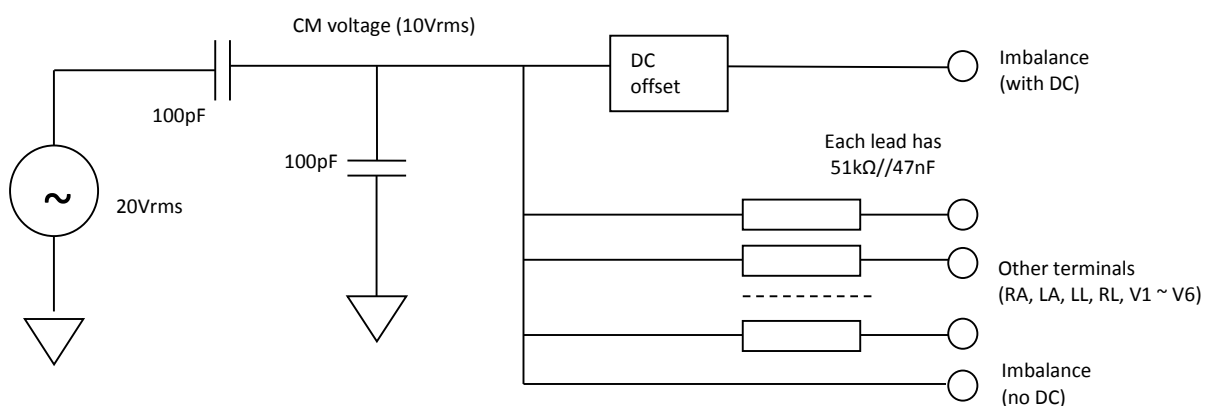 CM voltage (10Vrms)
DC
offset
Imbalance
(with DC)
100pF
Each lead has
51kΩ//47nF
100pF
~
20Vrms
Other terminals
(RA, LA, LL, RL, V1 ~ V6)
Imbalance
(no DC)